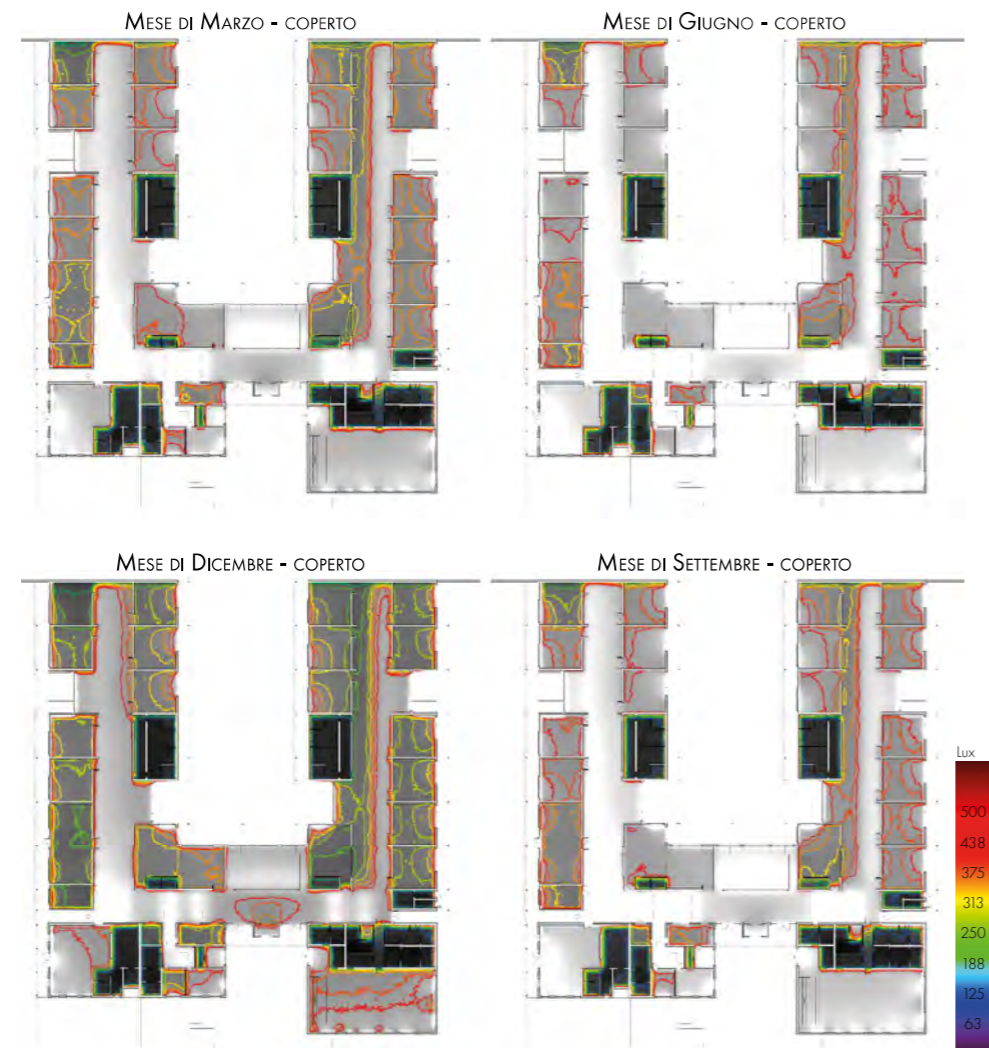 Mese di Marzo - coperto
Mese di Giugno - coperto
Mese di Dicembre - coperto
Mese di Settembre - coperto
Lux
500
438
375
313
250
188
125
63